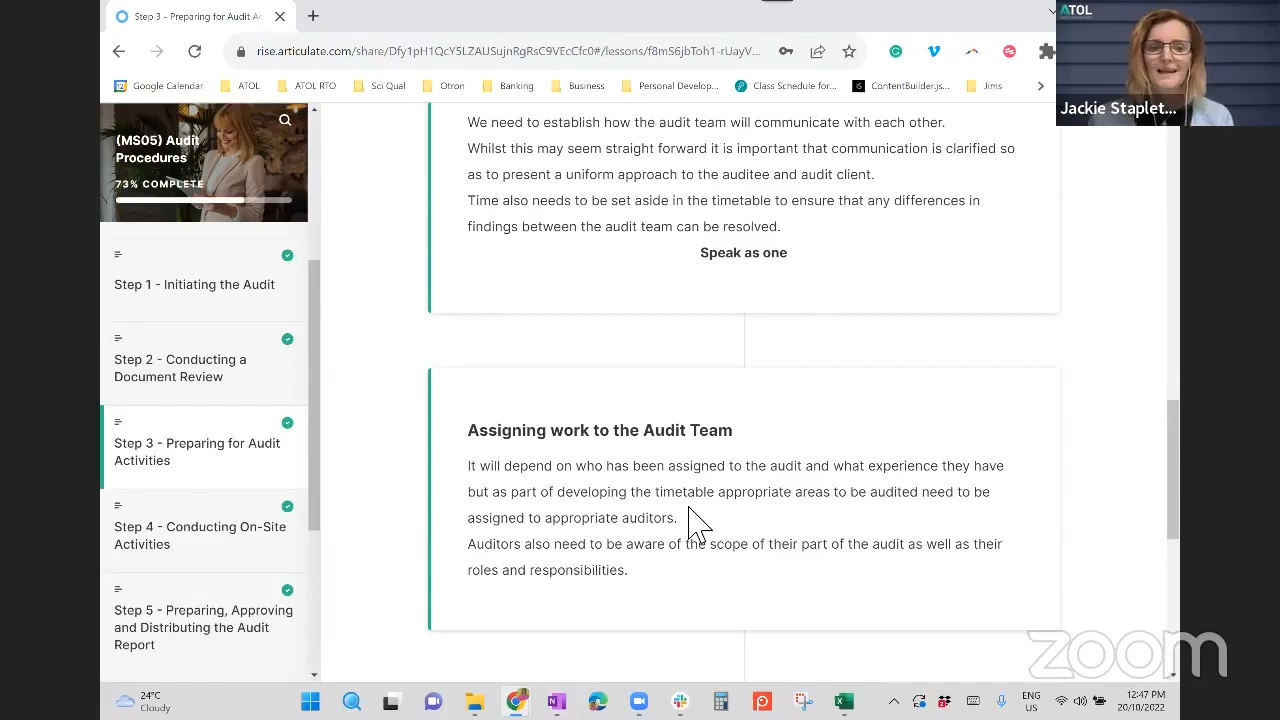 Step 3 - Preparing for Audit Ac
rise.articulate.com/share/Dfy1pH1QcY5LZAUSujnRgRsC9VEcCfc0#/lessons/f8mS6jbToh1-rUayV...
Google Calendar
ATOL
ATOL RTO
Sci Qual
Otron
Banking
Business
Personal Develop...
Class Schedule for...
ContentBuilder.js...
Jims
ATOL
Jackie Staplet...
(MS05) Audit
Procedures
73% COMPLETE
Step 1 - Initiating the Audit
Step 2 - Conducting a
Document Review
Step 3 - Preparing for Audit
Activities
Step 4 - Conducting On-Site
Activities
Step 5 - Preparing, Approving
and Distributing the Audit
Report
We need to establish how the audit team will communicate with each other.
Whilst this may seem straight forward it is important that communication is clarified so
as to present a uniform approach to the auditee and audit client.
Time also needs to be set aside in the timetable to ensure that any differences in
findings between the audit team can be resolved.
Speak as one
Assigning work to the Audit Team
It will depend on who has been assigned to the audit and what experience they have
but as part of developing the timetable appropriate areas to be audited need to be
assigned to appropriate auditors.
Auditors also need to be aware of the scope of their part of the audit as well as their
roles and responsibilities.
zoom
24°C
Cloudy
ENG
US
12:47 PM
20/10/2022